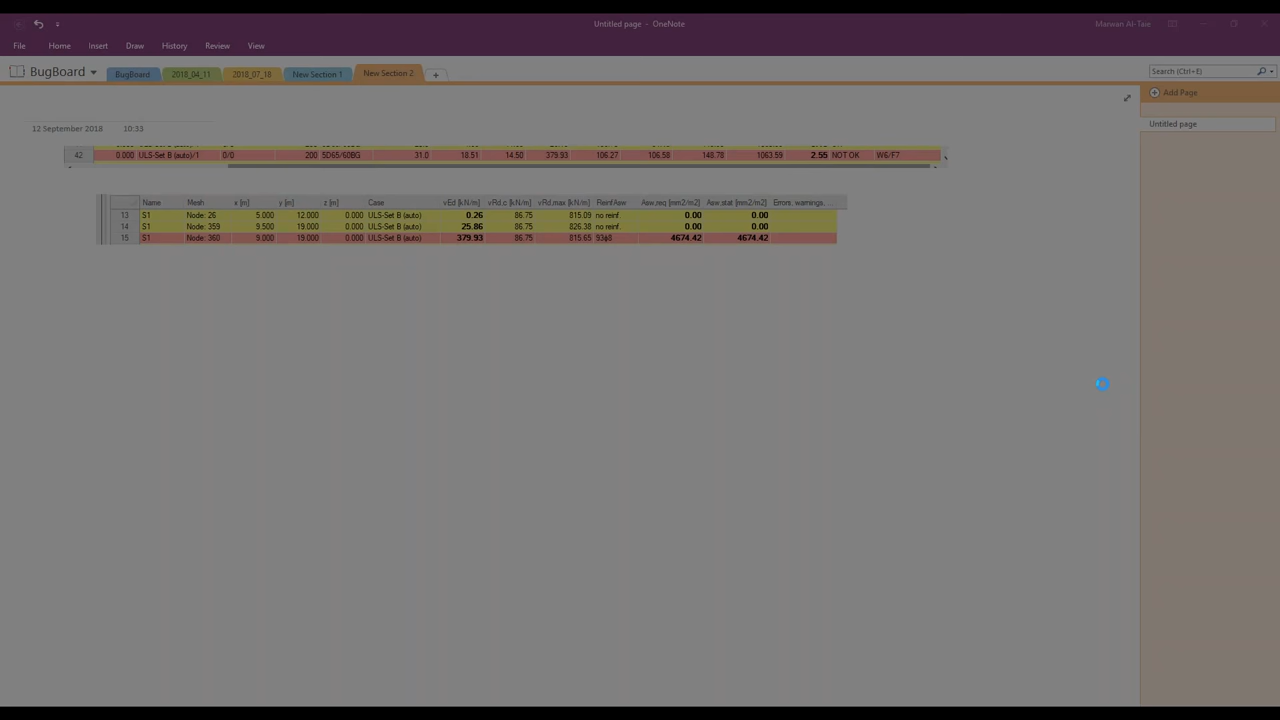 Untitled page - OneNote
Marwan Al-Taie
File Home Insert Draw History Review View
BugBoard BugBoard 2018_04_11 2018_07_18 New Section 1 New Section 2 +
Search (Ctrl+E)
Add Page
Untitled page
12 September 2018 10:33
42 0.000 ULS-Set B (auto)/1 0/0 200 SD65/60BG 31.0 18.51 14.50 379.93 106.27 106.58 148.78 1063.59 2.55 NOT OK W6/F7
Name Mesh x [m] y [m] z [m] Case vEd [kN/m] vRd.c [kN/m] vRd.max [kN/m] ReinfAsw Asw,req [mm2/m2] Asw,stat [mm2/m2] Errors, warnings, ...
13 S1 Node: 26 5.000 12.000 0.000 ULS-Set B (auto) 0.26 86.75 815.09 no reinf. 0.00 0.00
14 S1 Node: 359 9.500 19.000 0.000 ULS-Set B (auto) 25.86 86.75 826.38 no reinf. 0.00 0.00
15 S1 Node: 360 9.000 19.000 0.000 ULS-Set B (auto) 379.93 86.75 815.65 93ϕ8 4674.42 4674.42